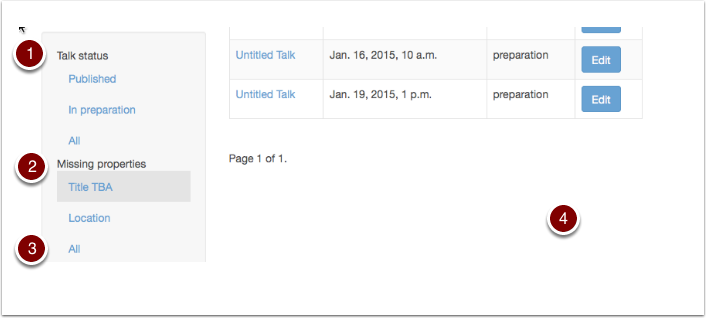 1
Talk status
Published
In preparation
All
2
Missing properties
Title TBA
Location
3
All
Untitled Talk Jan. 16, 2015, 10 a.m. preparation Edit
Untitled Talk Jan. 19, 2015, 1 p.m. preparation Edit
Page 1 of 1.
4